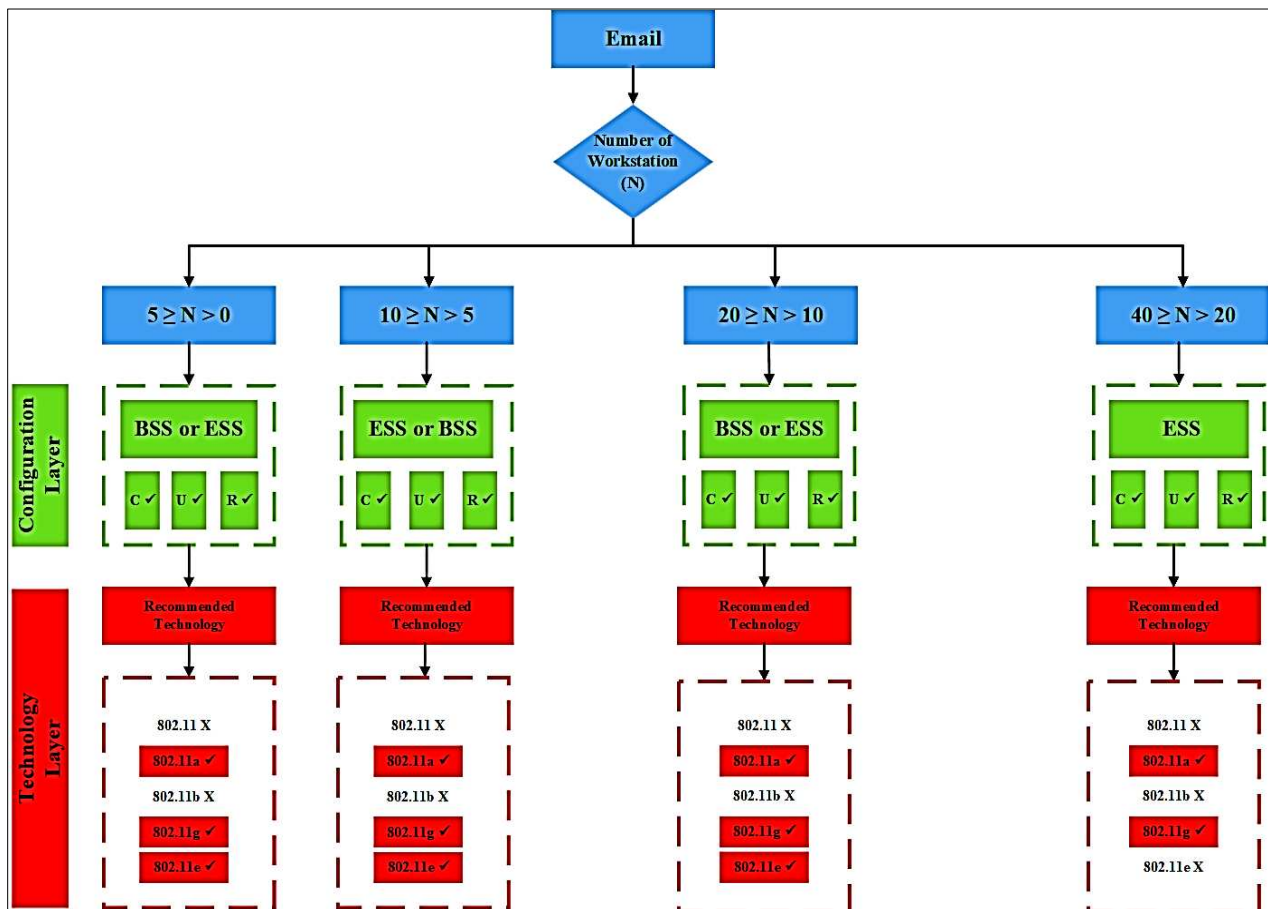 Email
Number of
Workstation
(N)
5 ≥ N > 0
10 ≥ N > 5
20 ≥ N > 10
40 ≥ N > 20
Configuration
Layer
BSS or ESS
C ✓ U ✓ R ✓
ESS or BSS
C ✓ U ✓ R ✓
BSS or ESS
C ✓ U ✓ R ✓
ESS
C ✓ U ✓ R ✓
Technology
Layer
Recommended
Technology
Recommended
Technology
Recommended
Technology
Recommended
Technology
802.11 X
802.11a ✓
802.11b X
802.11g ✓
802.11e ✓
802.11 X
802.11a ✓
802.11b X
802.11g ✓
802.11e ✓
802.11 X
802.11a ✓
802.11b X
802.11g ✓
802.11e ✓
802.11 X
802.11a ✓
802.11b X
802.11g ✓
802.11e X